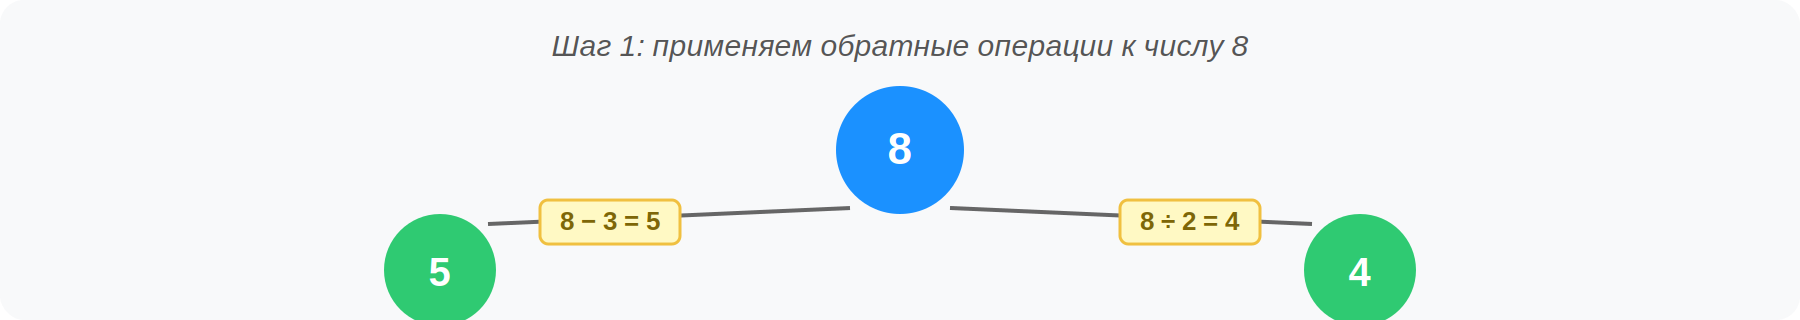 Шаг 1: применяем обратные операции к числу 8
8
8 − 3 = 5
8 ÷ 2 = 4
5
4